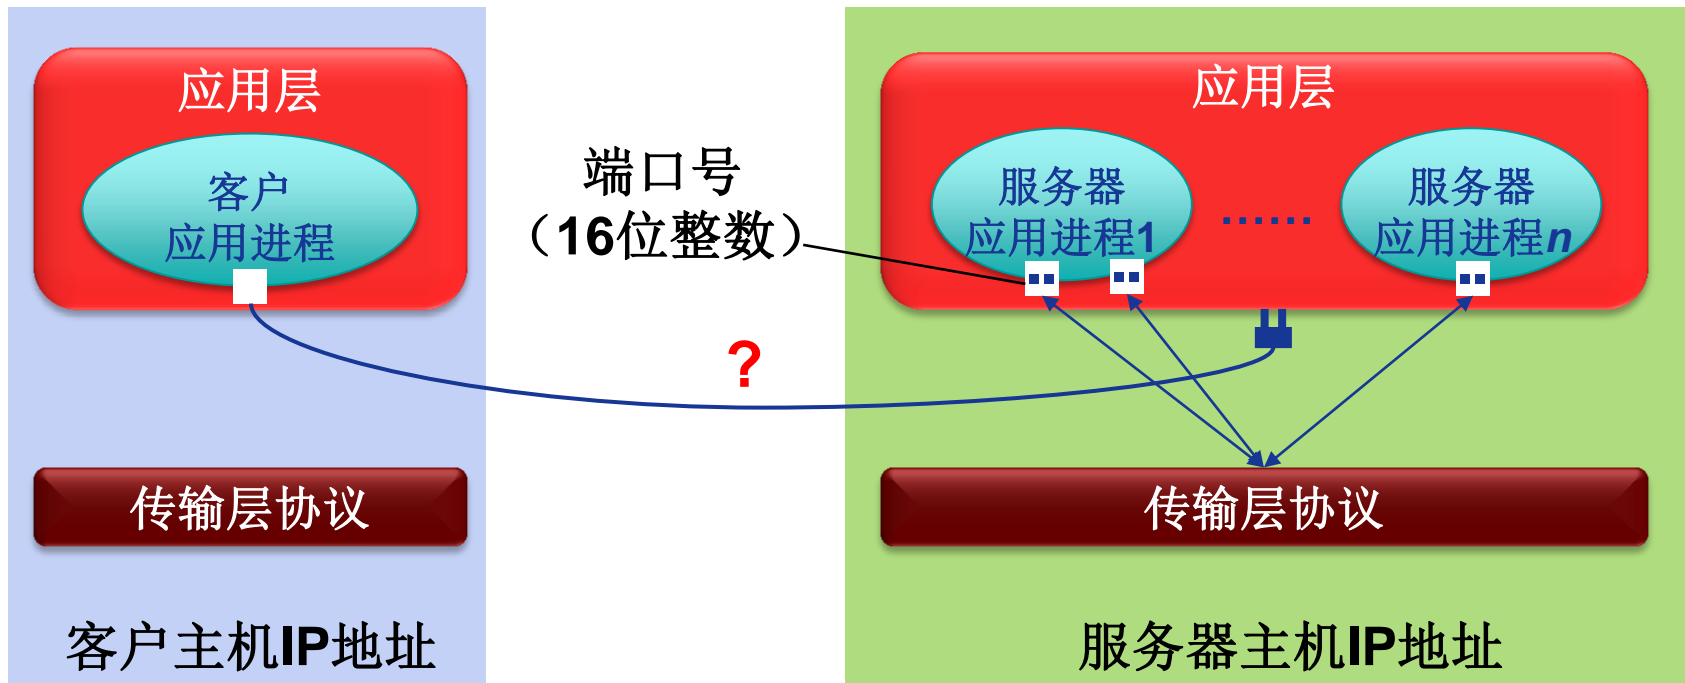 应用层
客户
应用进程
传输层协议
客户主机IP地址
端口号
（16位整数）
?
应用层
服务器
应用进程1
……
服务器
应用进程n
传输层协议
服务器主机IP地址